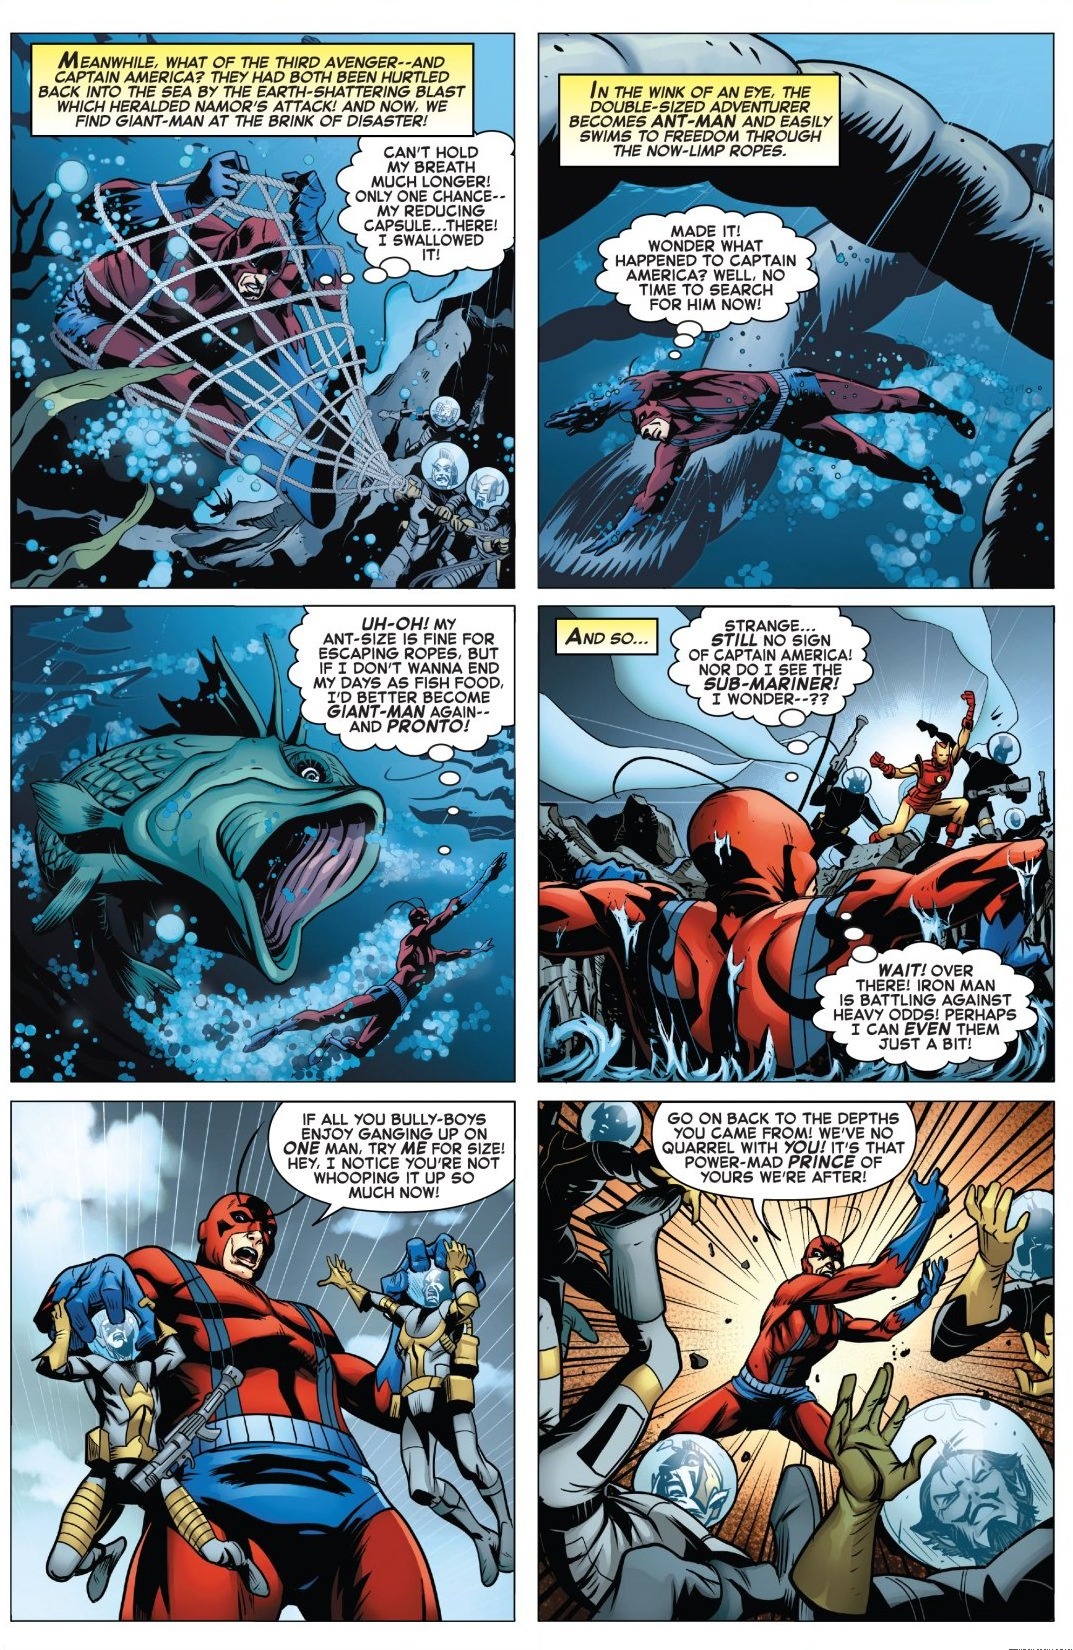 MEANWHILE, WHAT OF THE THIRD AVENGER--AND
CAPTAIN AMERICA? THEY HAD BOTH BEEN HURTLED
BACK INTO THE SEA BY THE EARTH-SHATTERING BLAST
WHICH HERALDED NAMOR'S ATTACK! AND NOW, WE
FIND GIANT-MAN AT THE BRINK OF DISASTER!
CAN'T HOLD
MY BREATH
MUCH LONGER!
ONLY ONE CHANCE--
MY REDUCING
CAPSULE...THERE!
I SWALLOWED
IT!
IN THE WINK OF AN EYE, THE
DOUBLE-SIZED ADVENTURER
BECOMES ANT-MAN AND EASILY
SWIMS TO FREEDOM THROUGH
THE NOW-LIMP ROPES.
MADE IT!
WONDER WHAT
HAPPENED TO CAPTAIN
AMERICA? WELL, NO
TIME TO SEARCH
FOR HIM NOW!
UH-OH! MY
ANT-SIZE IS FINE FOR
ESCAPING ROPES, BUT
IF I DON'T WANNA END
MY DAYS AS FISH FOOD,
I'D BETTER BECOME
GIANT-MAN AGAIN--
AND PRONTO!
AND SO...
STRANGE...
STILL NO SIGN
OF CAPTAIN AMERICA!
NOR DO I SEE THE
SUB-MARINER!
I WONDER--??
WAIT! OVER
THERE! IRON MAN
IS BATTLING AGAINST
HEAVY ODDS! PERHAPS
I CAN EVEN THEM
JUST A BIT!
IF ALL YOU BULLY-BOYS
ENJOY GANGING UP ON
ONE MAN, TRY ME FOR SIZE!
HEY, I NOTICE YOU'RE NOT
WHOOPING IT UP SO
MUCH NOW!
GO ON BACK TO THE DEPTHS
YOU CAME FROM! WE'VE NO
QUARREL WITH YOU! IT'S THAT
POWER-MAD PRINCE OF
YOURS WE'RE AFTER!